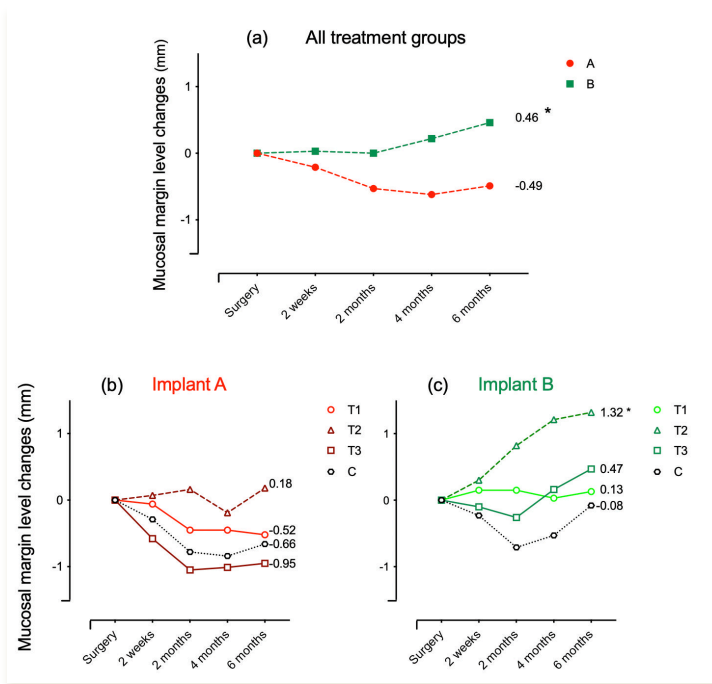 (a) All treatment groups
Mucosal margin level changes (mm)
1
0
-1
A
B
0.46 *
-0.49
Surgery
2 weeks
2 months
4 months
6 months
(b) Implant A
Mucosal margin level changes (mm)
1
0
-1
T1
T2
T3
C
0.18
-0.52
-0.66
-0.95
Surgery
2 weeks
2 months
4 months
6 months
(c) Implant B
1
0
-1
T1
T2
T3
C
1.32 *
0.47
0.13
-0.08
Surgery
2 weeks
2 months
4 months
6 months